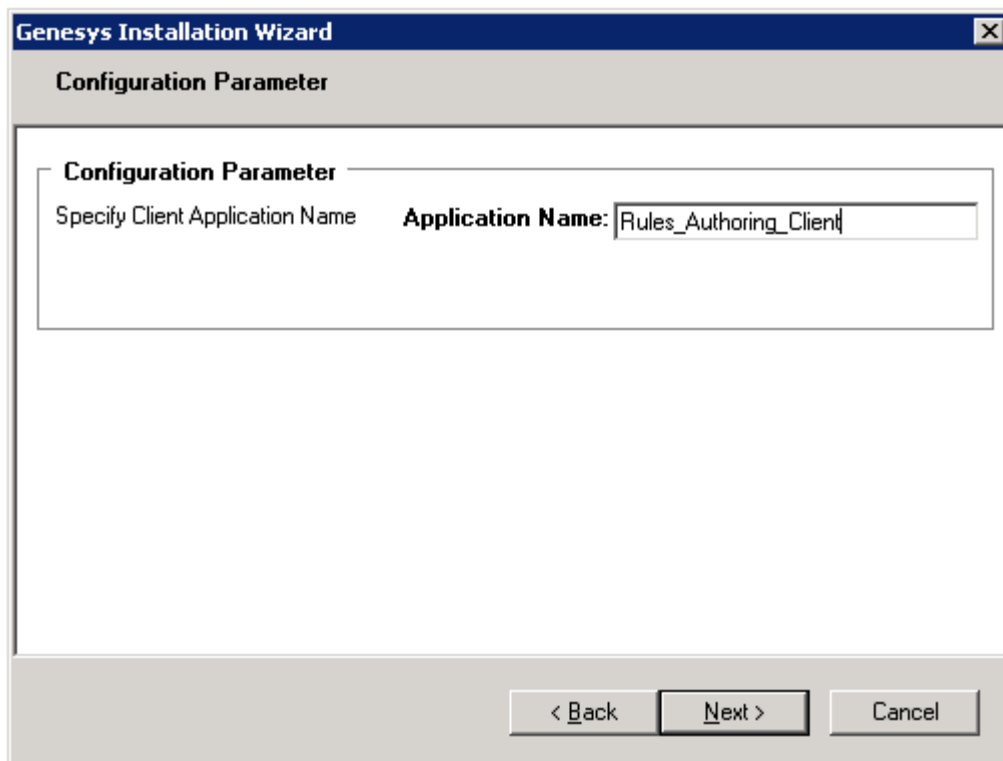 Genesys Installation Wizard
Configuration Parameter
Configuration Parameter
Specify Client Application Name Application Name: Rules_Authoring_Client
< Back Next > Cancel